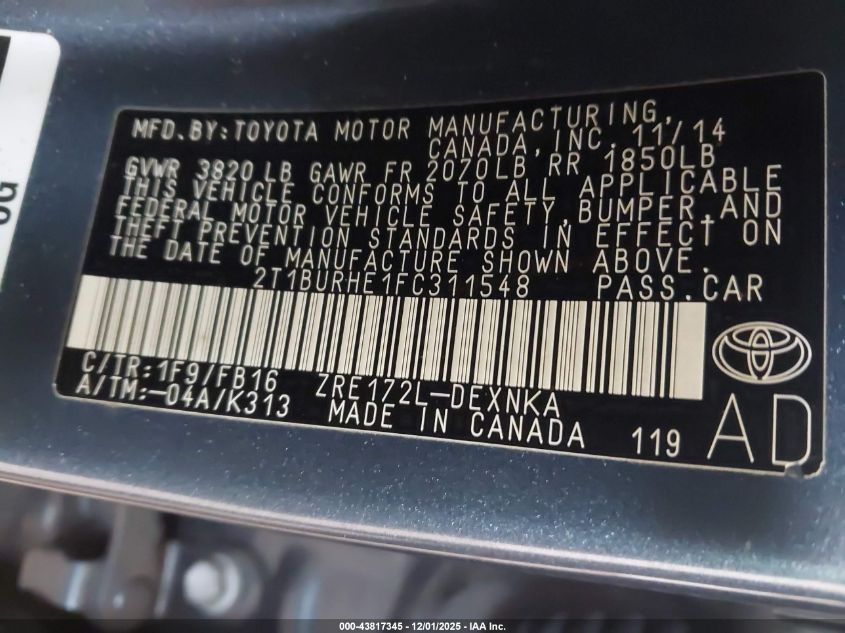 MFD.BY:TOYOTA MOTOR MANUFACTURING,
CANADA, INC. 11/14
GVWR 3820 LB GAWR FR 2070LB RR 1850LB
THIS VEHICLE CONFORMS TO ALL APPLICABLE
FEDERAL MOTOR VEHICLE SAFETY, BUMPER, AND
THEFT PREVENTION STANDARDS IN EFFECT ON
THE DATE OF MANUFACTURE SHOWN ABOVE.
2T1BURHE1FC311548 PASS.CAR
C/TR:1F9/FB16 ZRE172L-DEXNKA
A/TM:-04A/K313 MADE IN CANADA 119 AD
000-43817345 - 12/01/2025 - IAA Inc.